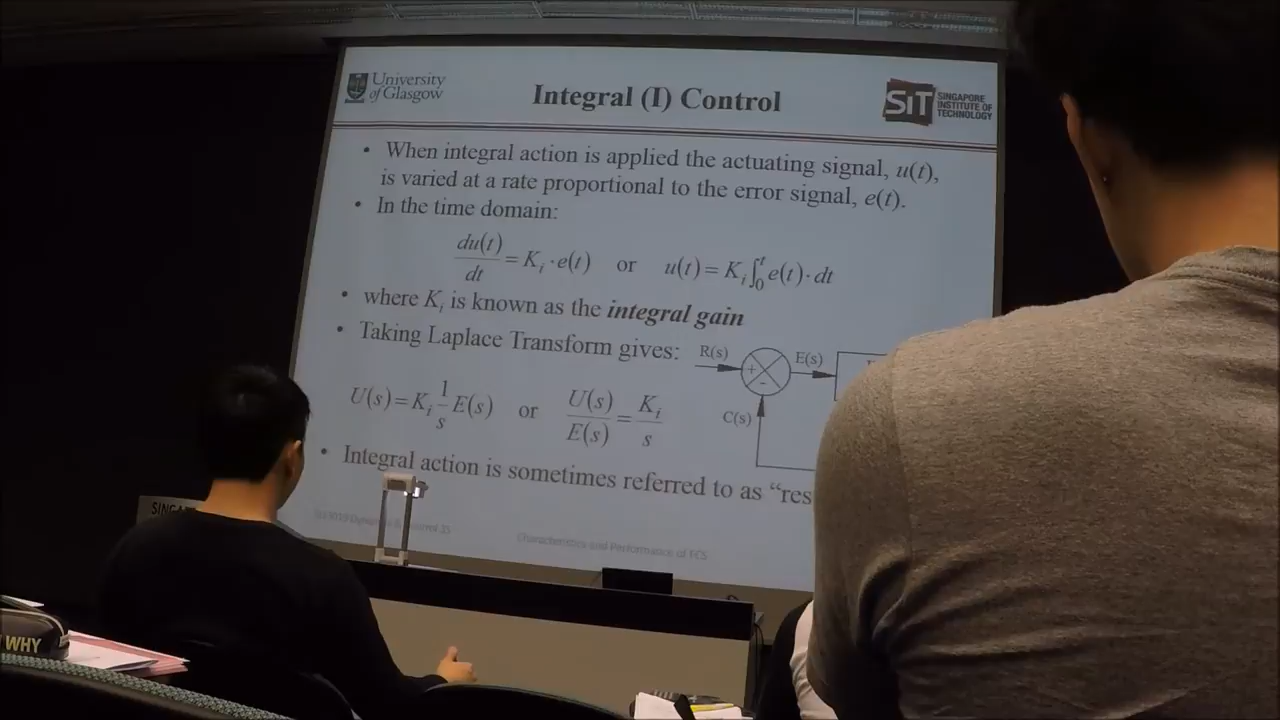 University
of Glasgow
Integral (I) Control
SiT
SINGAPORE
INSTITUTE OF
TECHNOLOGY
• When integral action is applied the actuating signal, u(t),
is varied at a rate proportional to the error signal, e(t).
• In the time domain:
du(t)/dt = K_i · e(t) or u(t) = K_i ∫_0^t e(t) · dt
• where K_i is known as the integral gain
• Taking Laplace Transform gives:
R(s)
E(s)
+
-
C(s)
U(s) = K_i 1/s E(s) or U(s)/E(s) = K_i/s
• Integral action is sometimes referred to as “res
Characteristics and Performance of FCS
SINGA
WHY